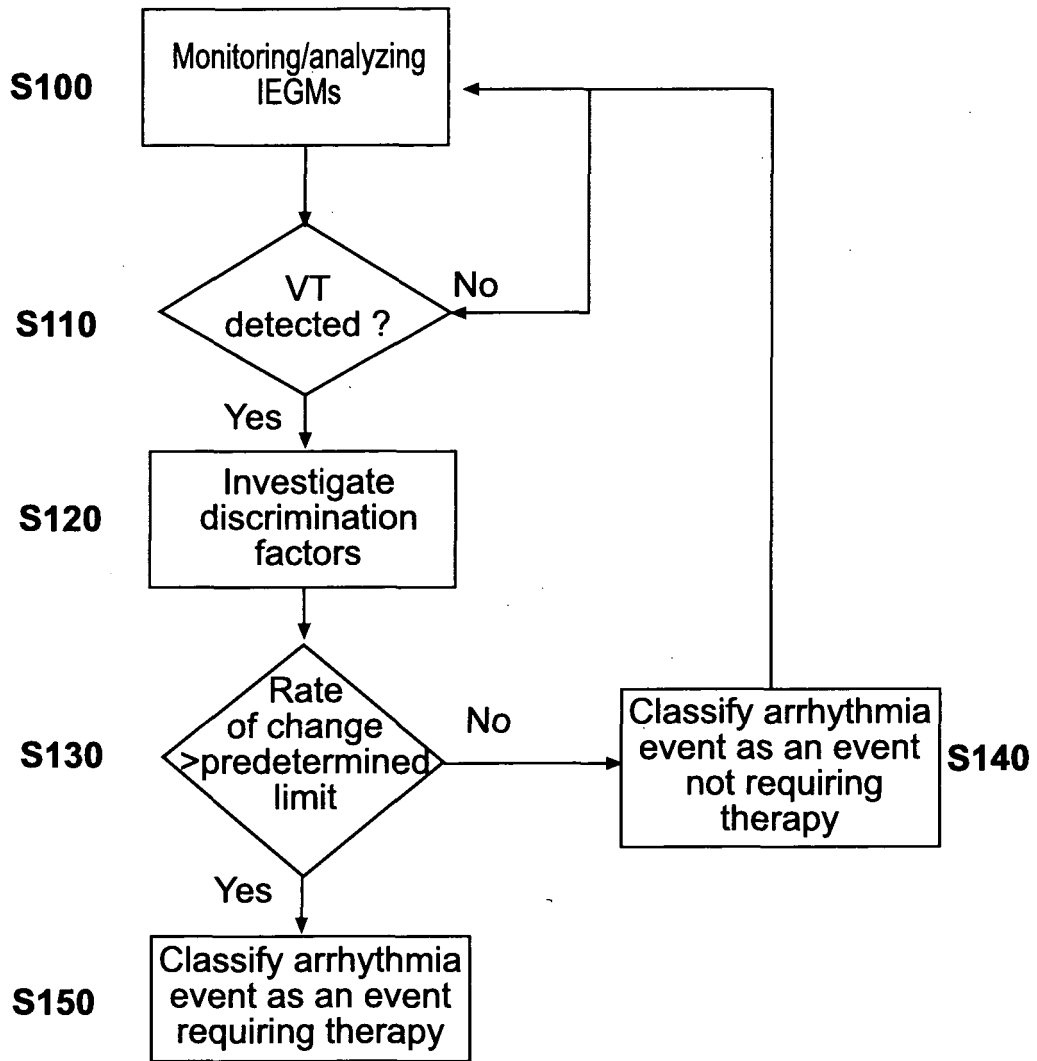 S100
Monitoring/analyzing
IEGMs
S110
VT
detected ?
No
Yes
S120
Investigate
discrimination
factors
S130
Rate
of change
>predetermined
limit
No
Classify arrhythmia
event as an event
not requiring
therapy
S140
Yes
S150
Classify arrhythmia
event as an event
requiring therapy